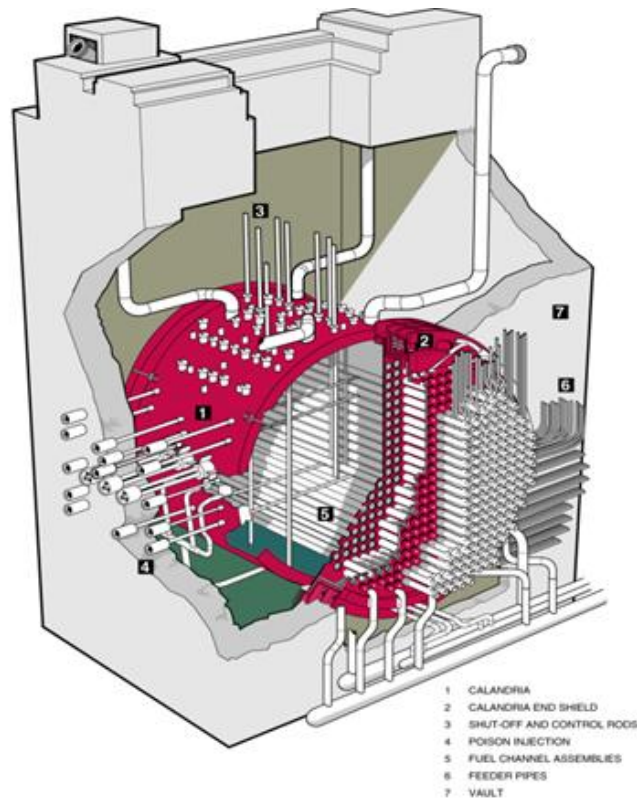 3
7
2
6
1
5
4
1 CALANDRIA
2 CALANDRIA END SHIELD
3 SHUT-OFF AND CONTROL RODS
4 POISON INJECTION
5 FUEL CHANNEL ASSEMBLIES
6 FEEDER PIPES
7 VAULT